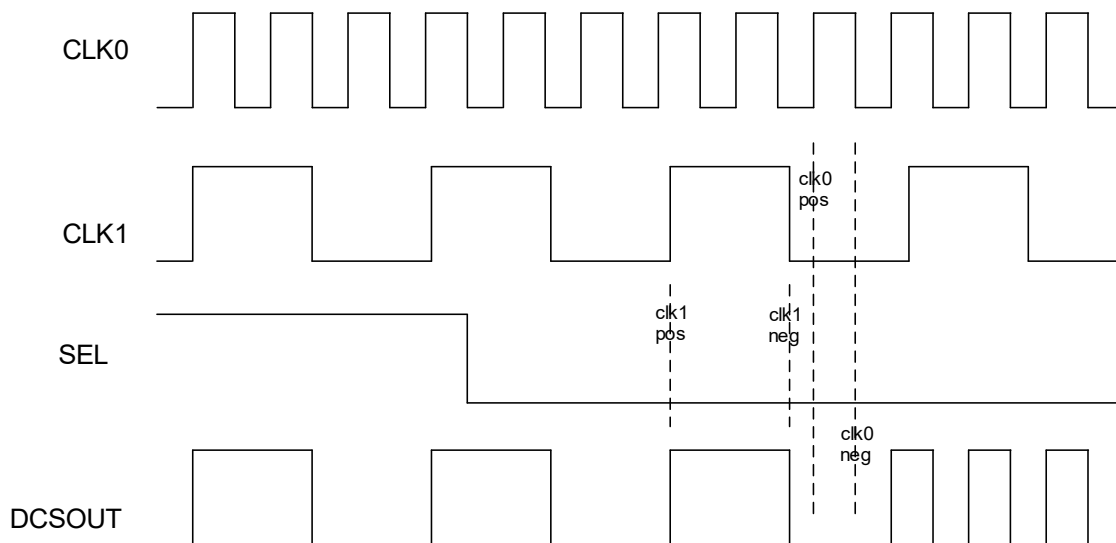 CLK0
clk0
pos
CLK1
clk1
pos
clk1
neg
SEL
clk0
neg
DCSOUT